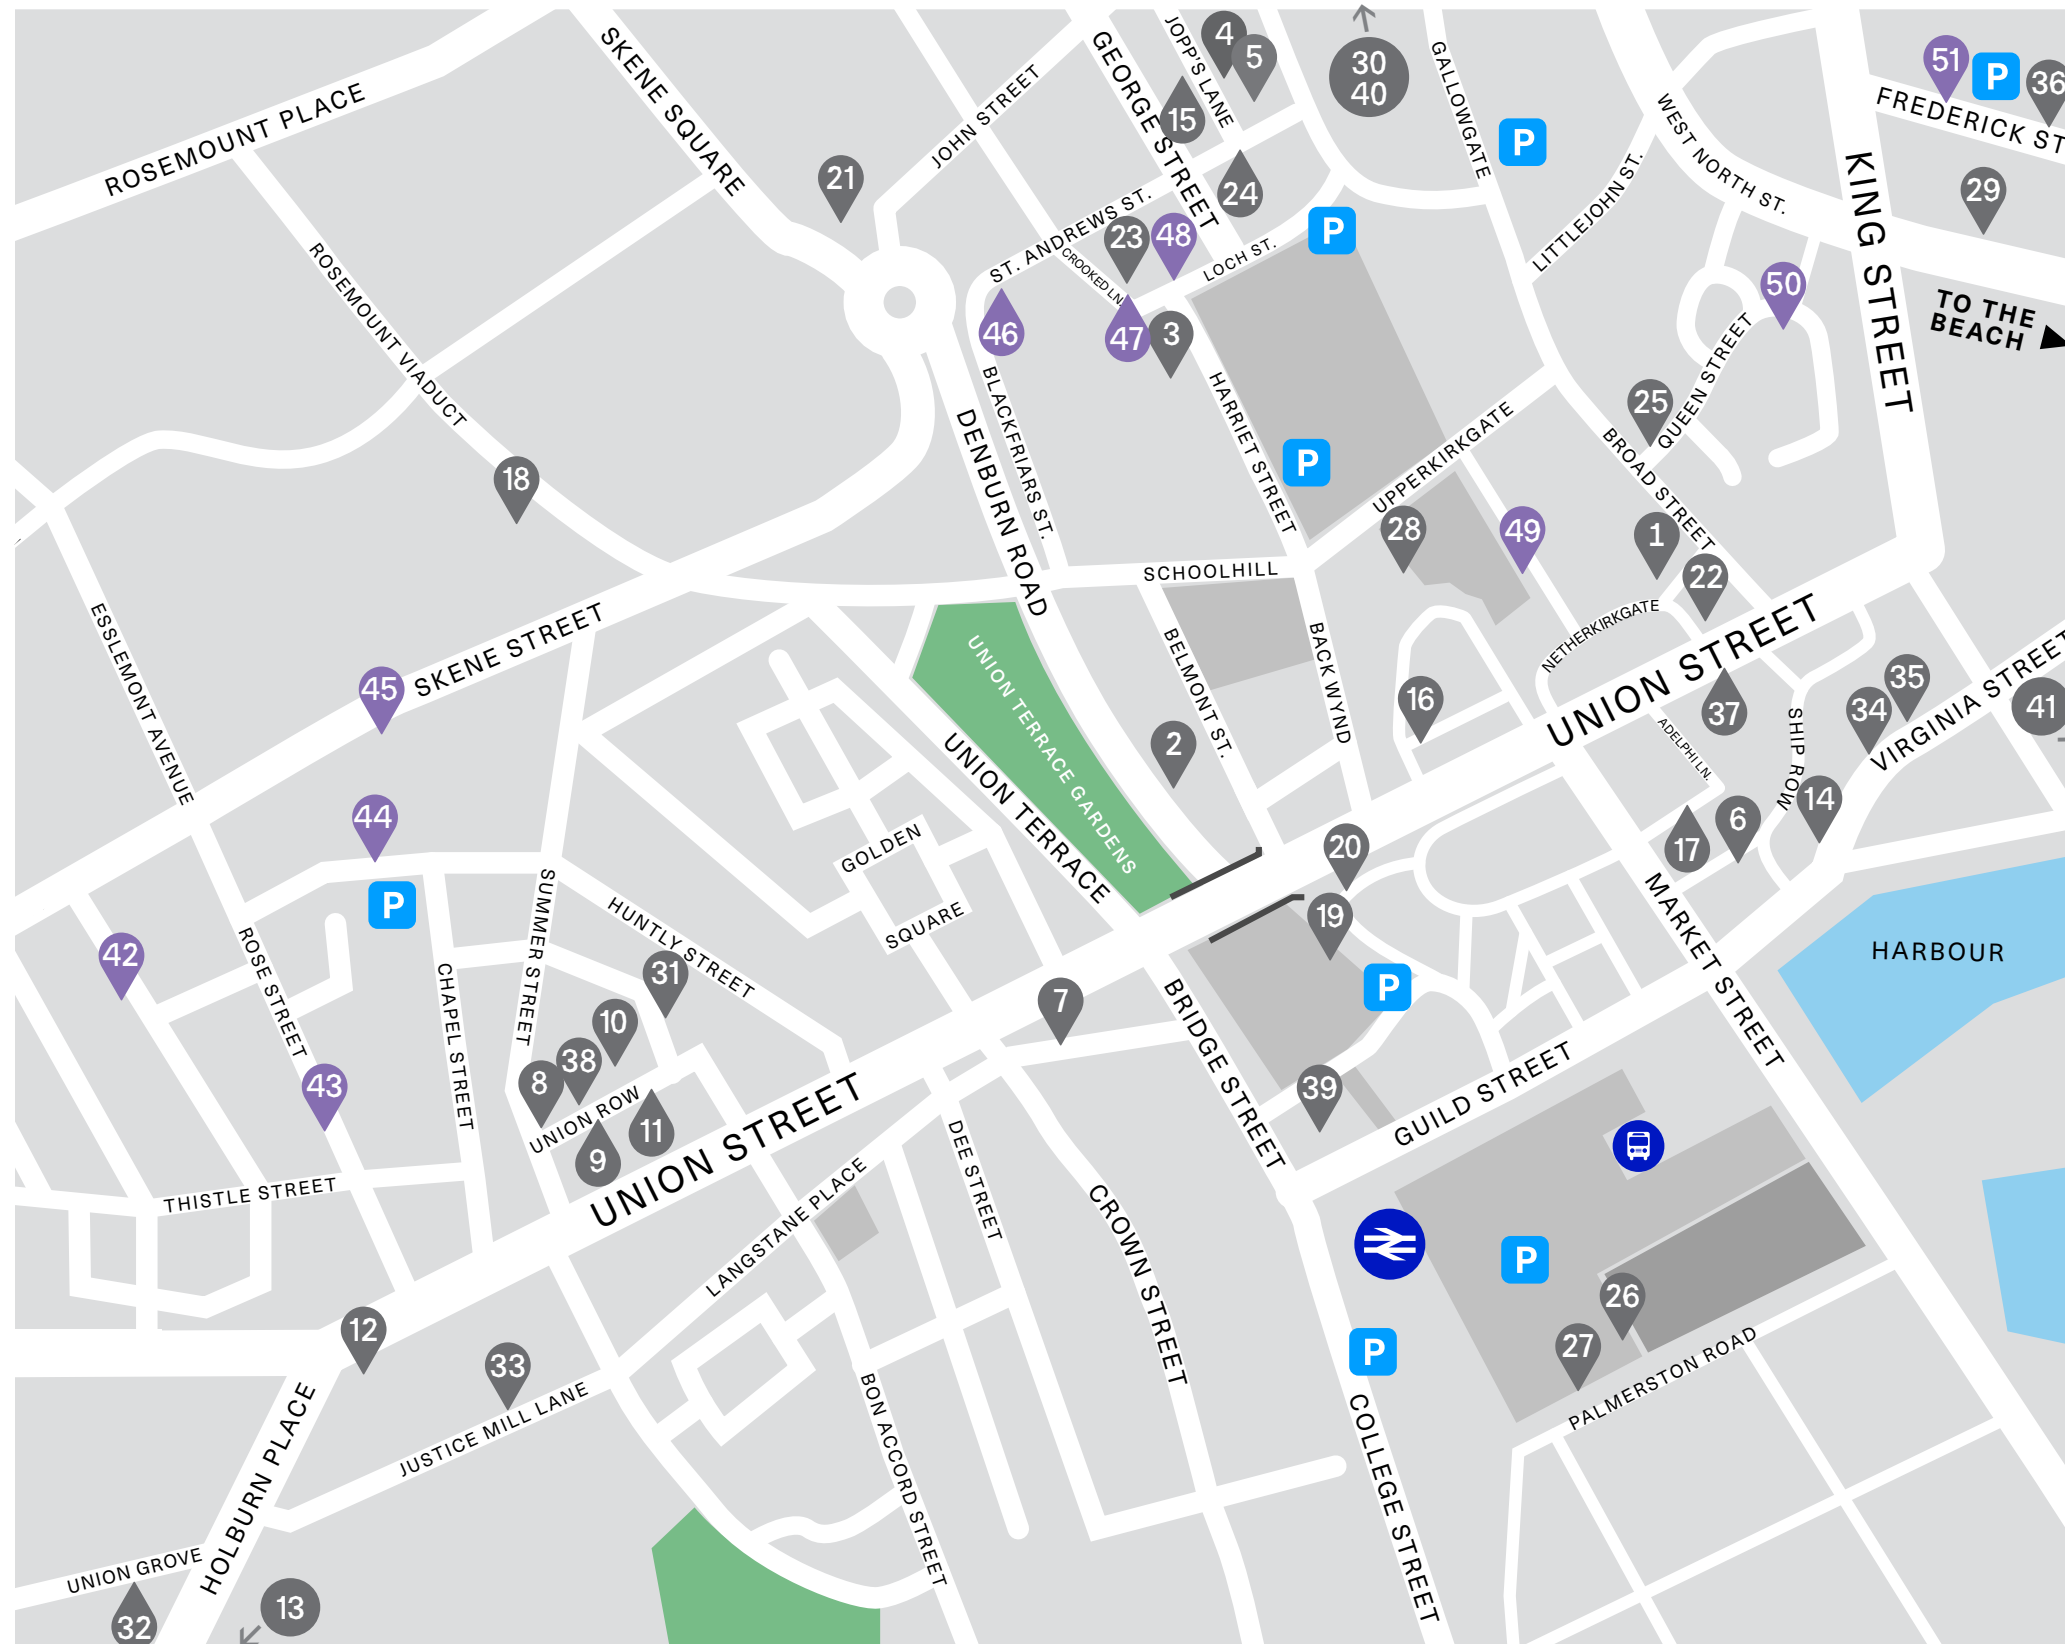 ROSEMOUNT PLACE
SKENE SQUARE
JOHN STREET
GEORGE STREET
JOPP'S LANE
4
5
15
30
40
GALLOWGATE
P
WEST NORTH ST.
LITTLEJOHN ST.
KING STREET
51
P
36
FREDERICK ST
29
21
ST. ANDREWS ST.
CROOKED LN.
23
48
24
LOCH ST.
P
50
TO THE
BEACH
ROSEMOUNT VIADUCT
46
47
3
BLACKFRIARS ST.
DENBURN ROAD
HARRIET STREET
P
UPPERKIRKGATE
25
QUEEN STREET
BROAD STREET
18
28
49
1
22
SCHOOLHILL
NETHERKIRKGATE
UNION STREET
ESSLEMONT AVENUE
45
SKENE STREET
UNION TERRACE GARDENS
UNION TERRACE
BELMONT ST.
BACK WYND
16
2
37
ADELPHI LN.
SHIP ROW
34
35
VIRGINIA STREET
41
44
P
GOLDEN
SQUARE
20
19
17
6
14
MARKET STREET
HARBOUR
42
ROSE STREET
CHAPEL STREET
SUMMER STREET
HUNTLY STREET
31
10
38
8
UNION ROW
9
11
43
7
P
BRIDGE STREET
39
GUILD STREET
THISTLE STREET
UNION STREET
LANGSTANE PLACE
DEE STREET
CROWN STREET
P
26
27
PALMERSTON ROAD
P
12
33
JUSTICE MILL LANE
HOLBURN PLACE
BON ACCORD STREET
COLLEGE STREET
UNION GROVE
32
13